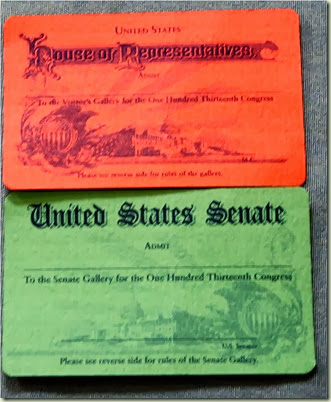 UNITED STATES
House of Representatives
ADMIT
To the Visitor's Gallery for the One Hundred Thirteenth Congress
M.C.
Please see reverse side for rules of the gallery.
United States Senate
ADMIT
To the Senate Gallery for the One Hundred Thirteenth Congress
U.S. Senator
Please see reverse side for rules of the Senate Gallery.